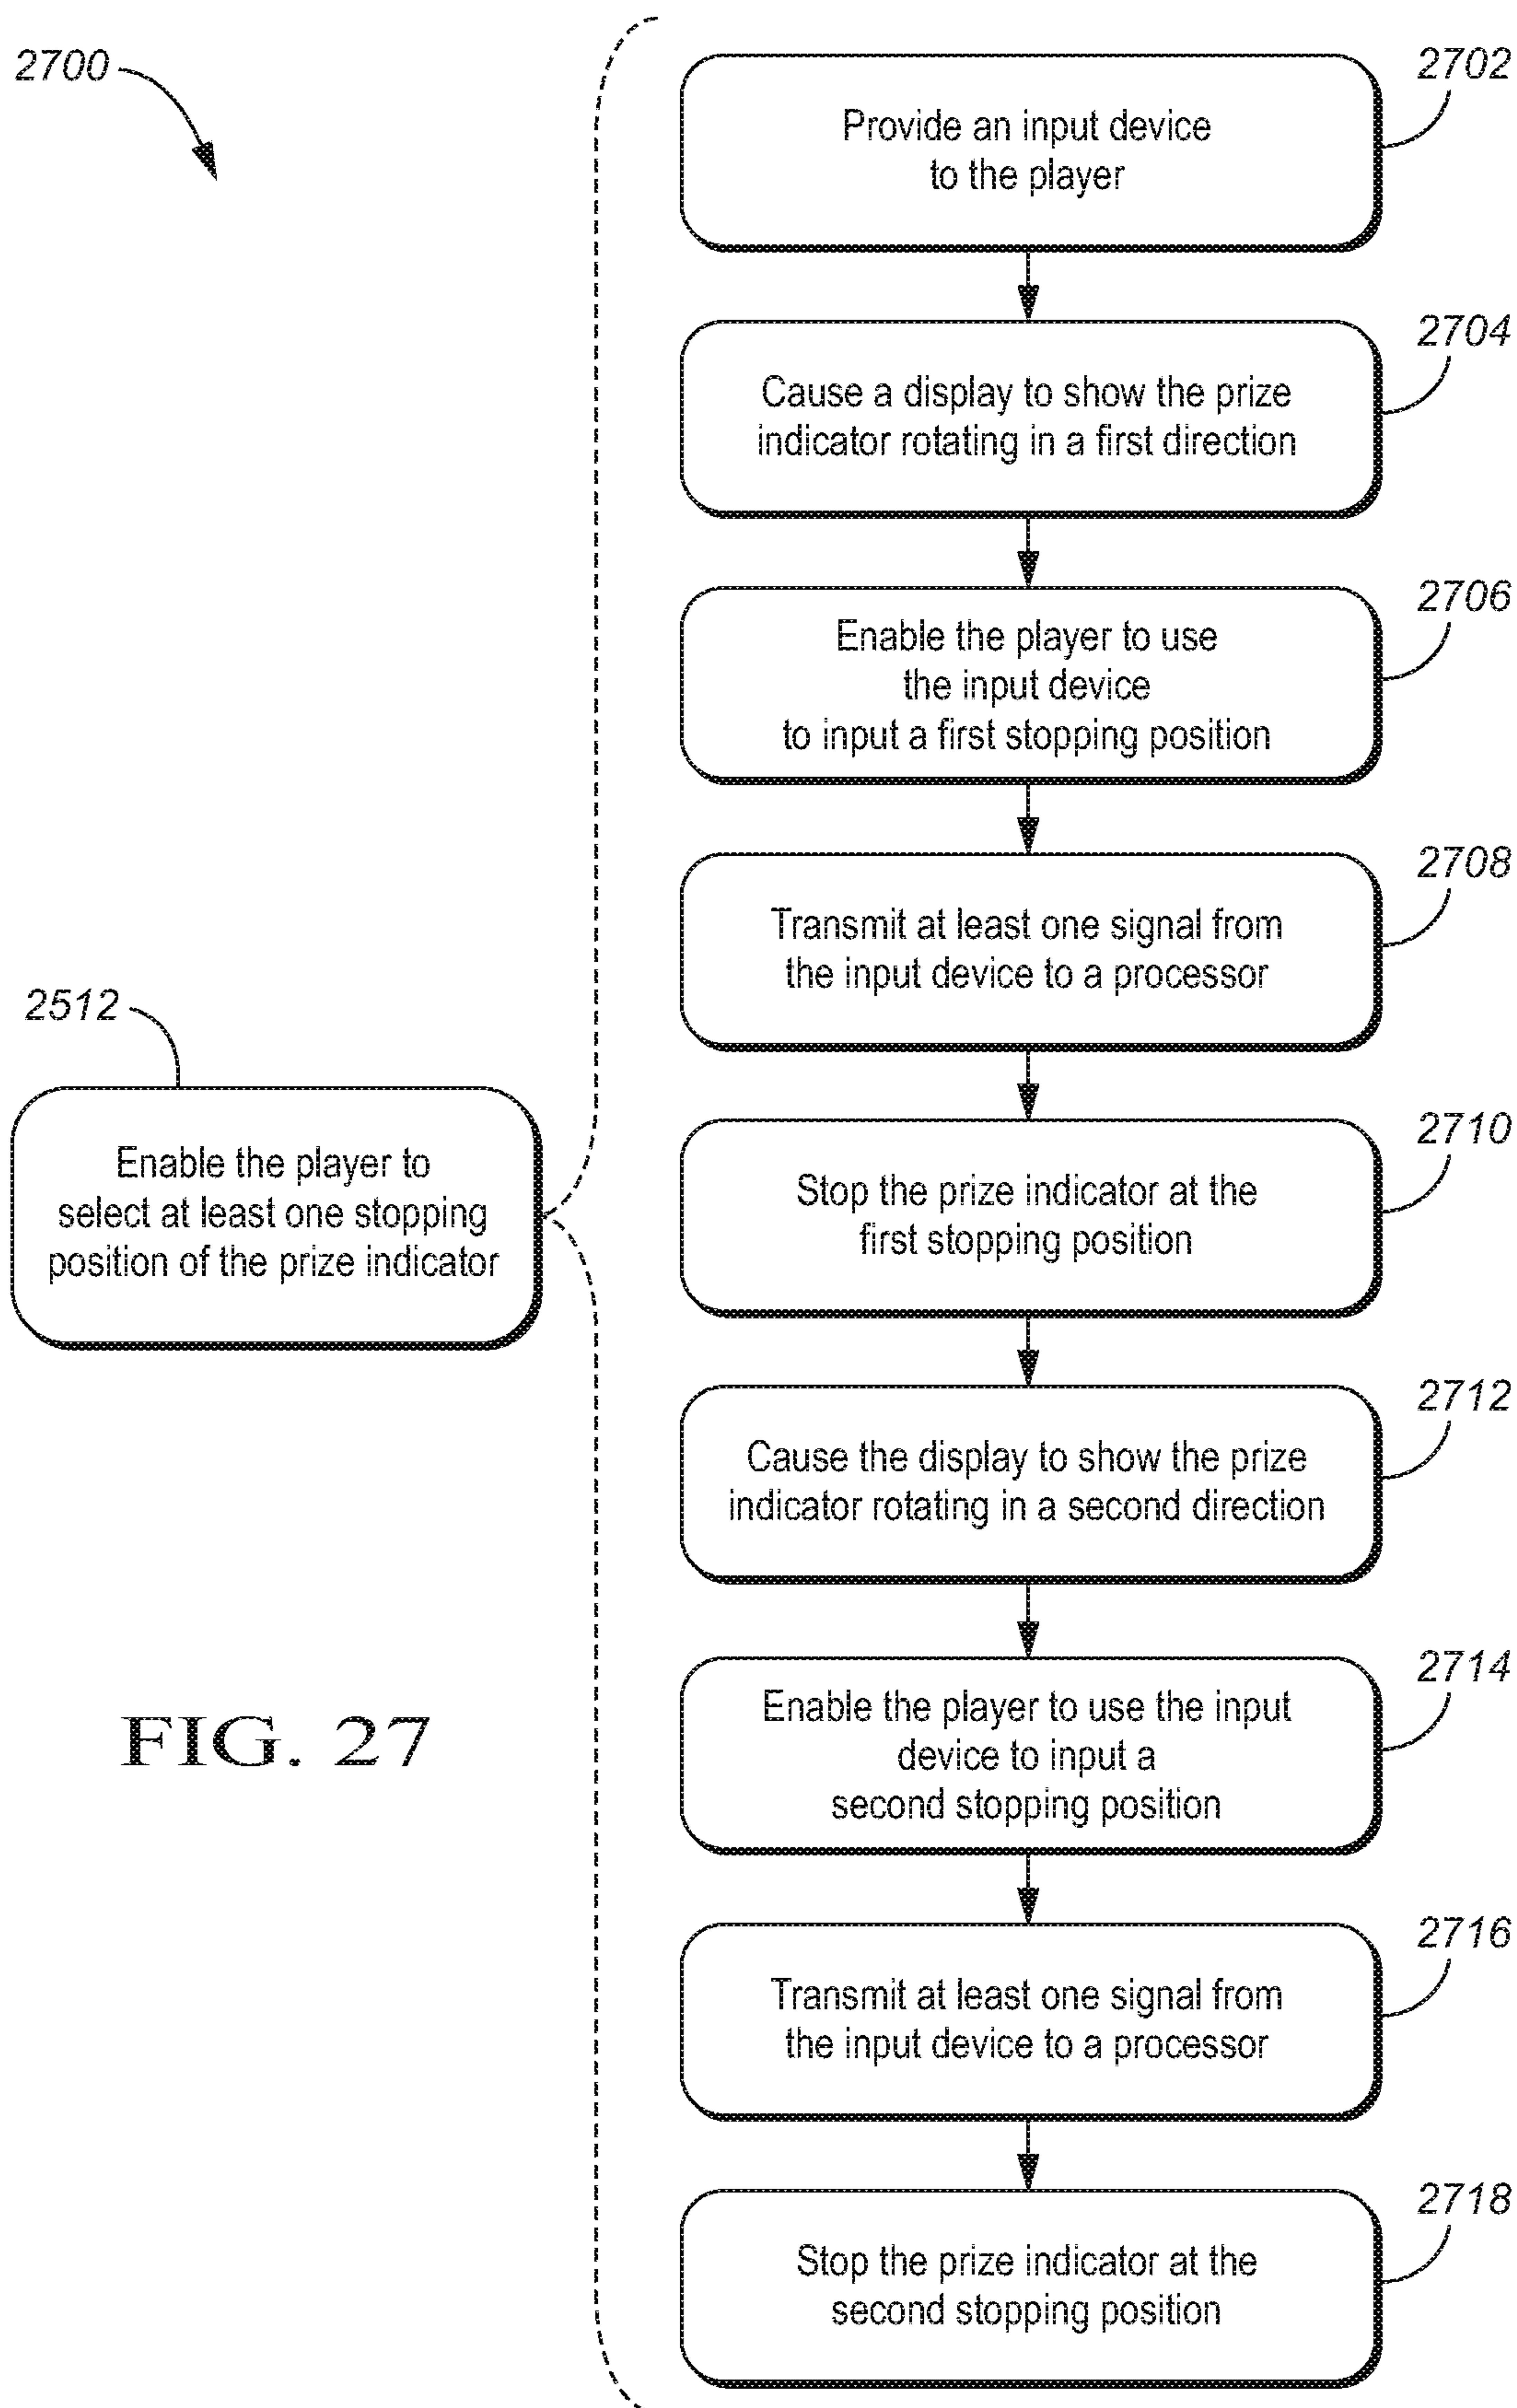 2700
2702
Provide an input device
to the player
2704
Cause a display to show the prize
indicator rotating in a first direction
2706
Enable the player to use
the input device
to input a first stopping position
2708
Transmit at least one signal from
the input device to a processor
2512
Enable the player to
select at least one stopping
position of the prize indicator
2710
Stop the prize indicator at the
first stopping position
2712
Cause the display to show the prize
indicator rotating in a second direction
2714
Enable the player to use the input
device to input a
second stopping position
FIG. 27
2716
Transmit at least one signal from
the input device to a processor
2718
Stop the prize indicator at the
second stopping position